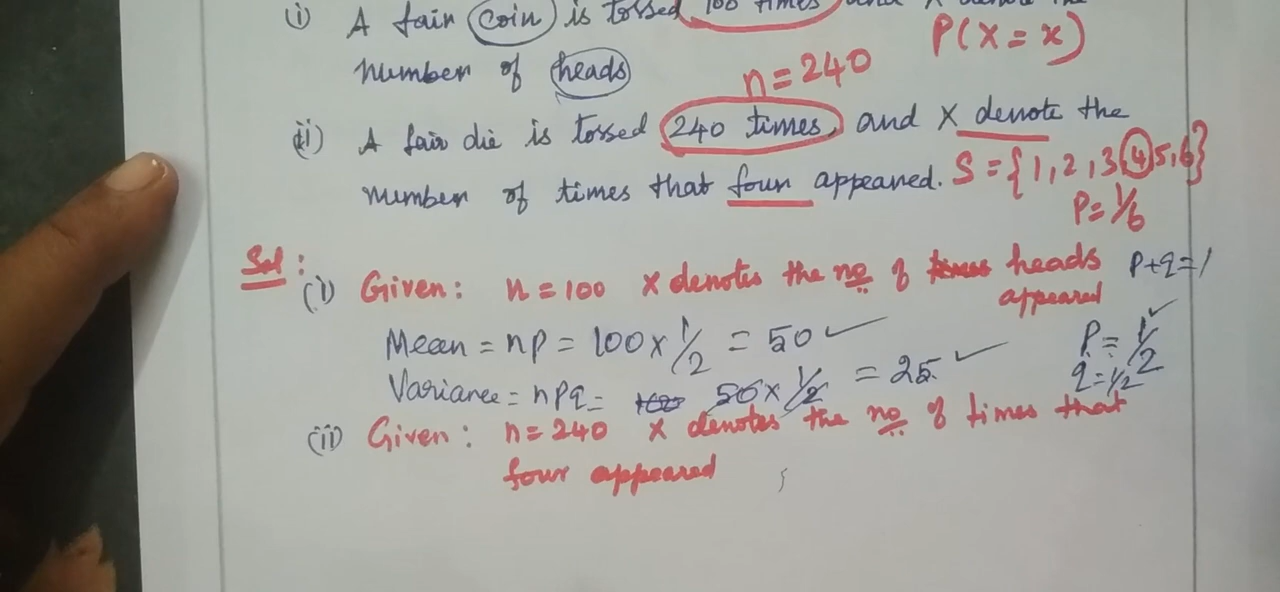 (i) A fair coin is tossed 100 times and X denote the
number of heads P(X = x)
n = 240
(ii) A fair die is tossed 240 times, and X denote the
number of times that four appeared. S = {1, 2, 3, 4, 5, 6}
P = 1/6
Sol:
(i) Given: n = 100 X denotes the no of heads P+q=1
appeared
Mean = np = 100 x 1/2 = 50 P = 1/2
Variance = npq = 50 x 1/2 = 25 q = 1/2
(ii) Given: n = 240 X denotes the no of times that
four appeared